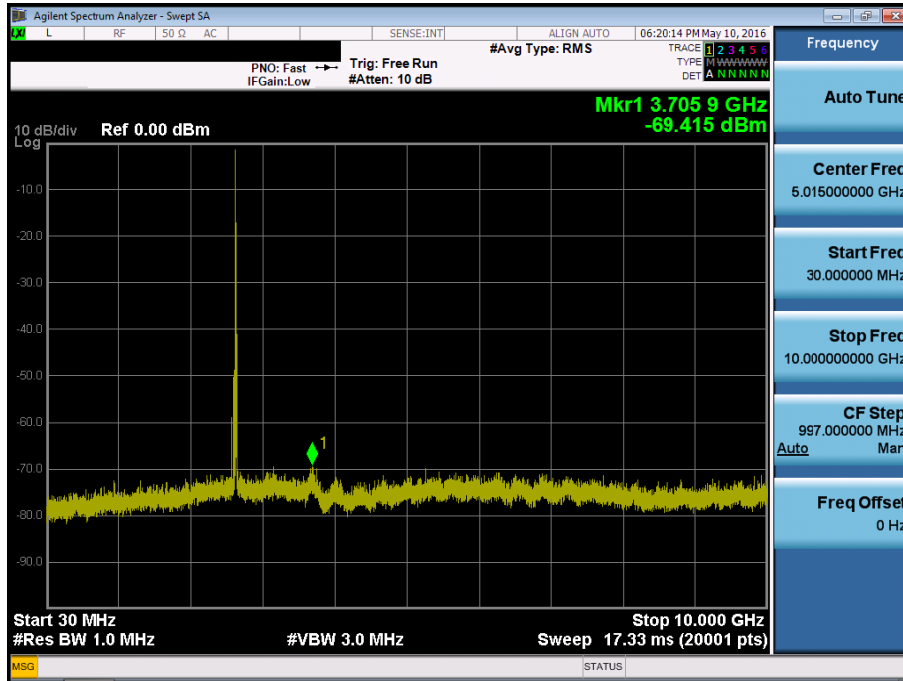 Agilent Spectrum Analyzer - Swept SA
LXI L RF 50 Ω AC SENSE:INT ALIGN AUTO 06:20:14 PM May 10, 2016
Frequency
#Avg Type: RMS
TRACE 1 2 3 4 5 6
PNO: Fast Trig: Free Run
TYPE M WWWWW
IFGain:Low #Atten: 10 dB
DET A N N N N N
Auto Tune
Mkr1 3.705 9 GHz
-69.415 dBm
10 dB/div Ref 0.00 dBm
Log
Center Freq
5.015000000 GHz
-10.0
-20.0
Start Freq
30.000000 MHz
-30.0
Stop Freq
10.000000000 GHz
-40.0
-50.0
CF Step
997.000000 MHz
Auto Man
-60.0
1
-70.0
Freq Offset
0 Hz
-80.0
-90.0
Start 30 MHz Stop 10.000 GHz
#Res BW 1.0 MHz #VBW 3.0 MHz Sweep 17.33 ms (20001 pts)
MSG STATUS